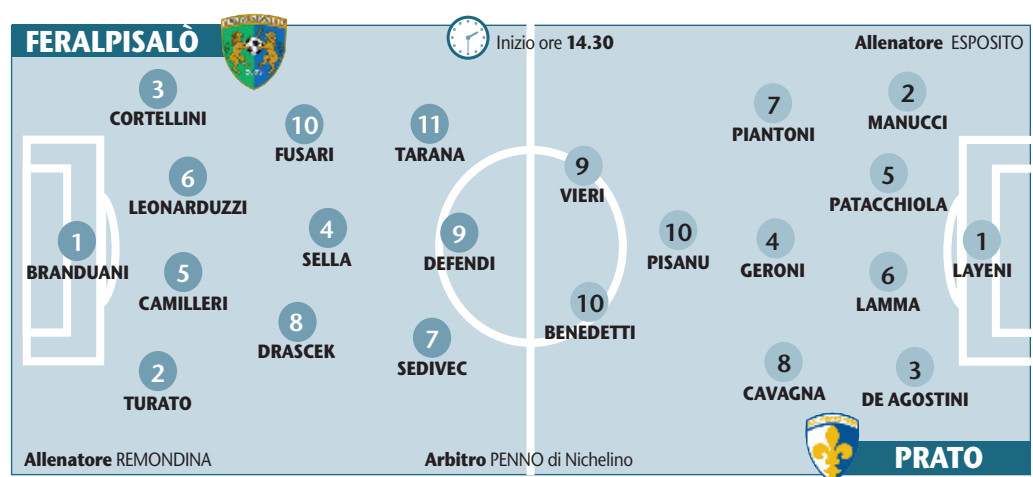 FERALPISALÒ
Inizio ore 14.30
Allenatore ESPOSITO
3
CORTELLINI
10
FUSARI
11
TARANA
6
LEONARDUZZI
4
SELLA
1
BRANDUANI
9
DEFENDI
5
CAMILLERI
8
DRASCEK
7
SEDIVEC
2
TURATO
7
PIANTONI
2
MANUCCI
9
VIERI
5
PATACCHIOLA
10
PISANU
4
GERONI
1
LAYENI
6
LAMMA
10
BENEDETTI
8
CAVAGNA
3
DE AGOSTINI
Allenatore REMONDINA
Arbitro PENNO di Nichelino
PRATO